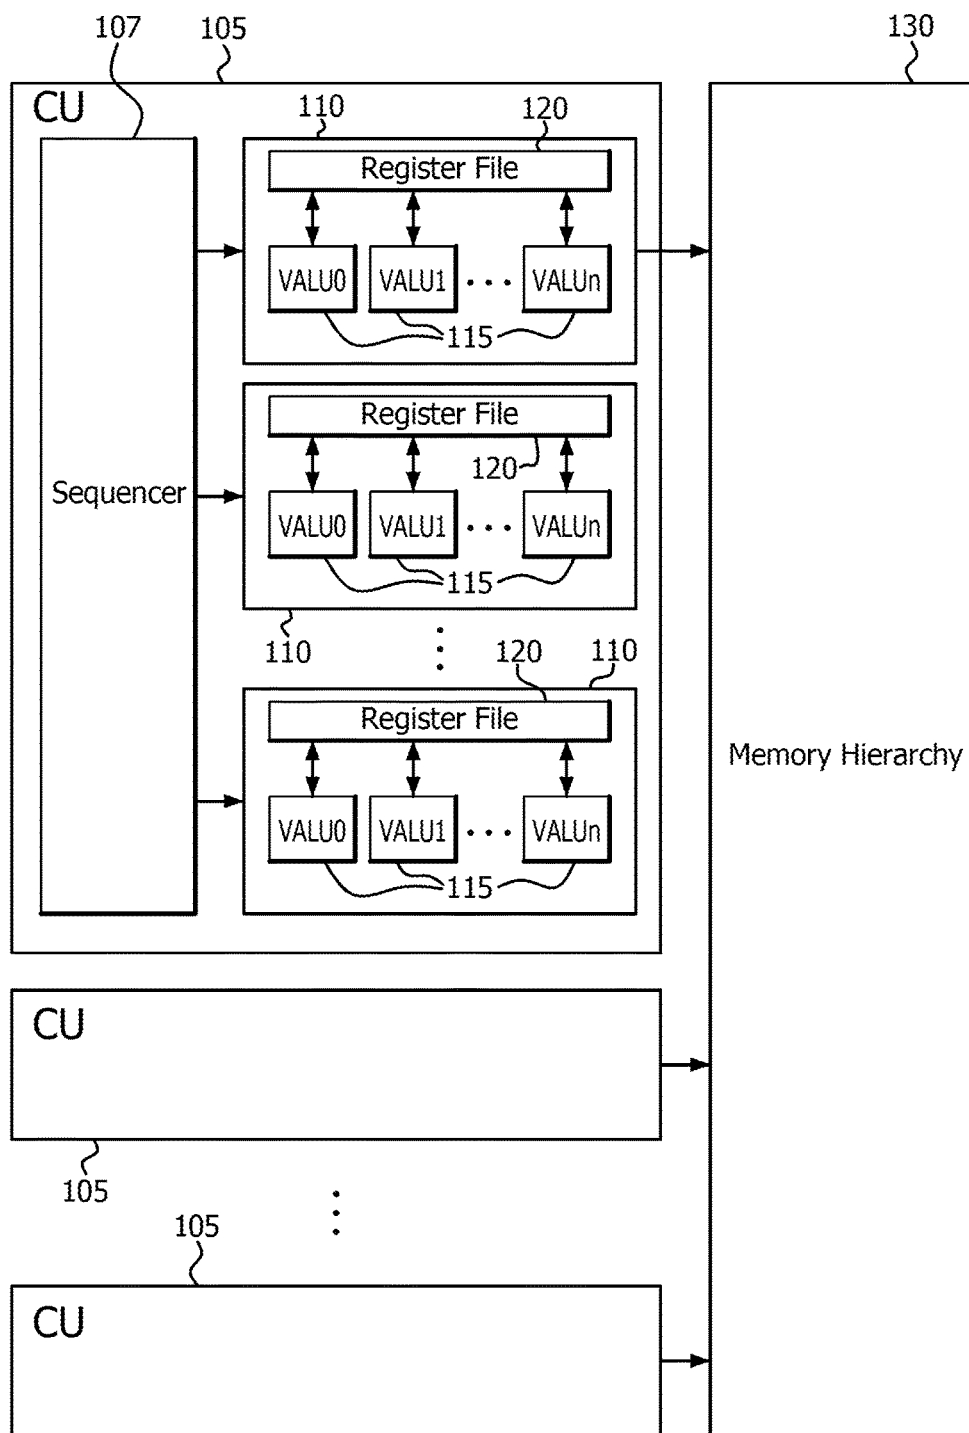 107 105 130
CU
110 120
Register File
VALU0 VALU1 ... VALUn
115
Register File
120
Sequencer
VALU0 VALU1 ... VALUn
115
110
120 110
Register File
Memory Hierarchy
VALU0 VALU1 ... VALUn
115
CU
105
105
CU